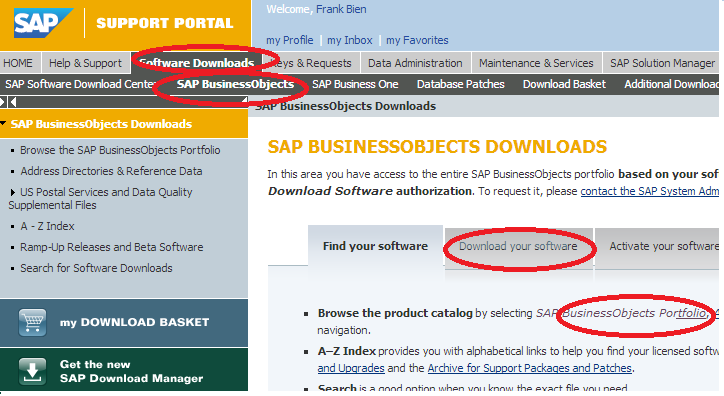 SAP
SUPPORT PORTAL
Welcome, Frank Bien
my Profile | my Inbox | my Favorites
HOME Help & Support Software Downloads Keys & Requests Data Administration Maintenance & Services SAP Solution Manager
SAP Software Download Cente SAP BusinessObjects SAP Business One Database Patches Download Basket Additional Downloa
SAP BusinessObjects Downloads
SAP BusinessObjects Downloads
Browse the SAP BusinessObjects Portfolio
Address Directories & Reference Data
US Postal Services and Data Quality
Supplemental Files
A - Z Index
Ramp-Up Releases and Beta Software
Search for Software Downloads
my DOWNLOAD BASKET
Get the new
SAP Download Manager
SAP BUSINESSOBJECTS DOWNLOADS
In this area you have access to the entire SAP BusinessObjects portfolio based on your sof
Download Software authorization. To request it, please contact the SAP System Adm
Find your software Download your software Activate your software
Browse the product catalog by selecting SAP BusinessObjects Portfolio, A
navigation.
A–Z Index provides you with alphabetical links to help you find your licensed softw
and Upgrades and the Archive for Support Packages and Patches.
Search is a good option when you know the exact file you need